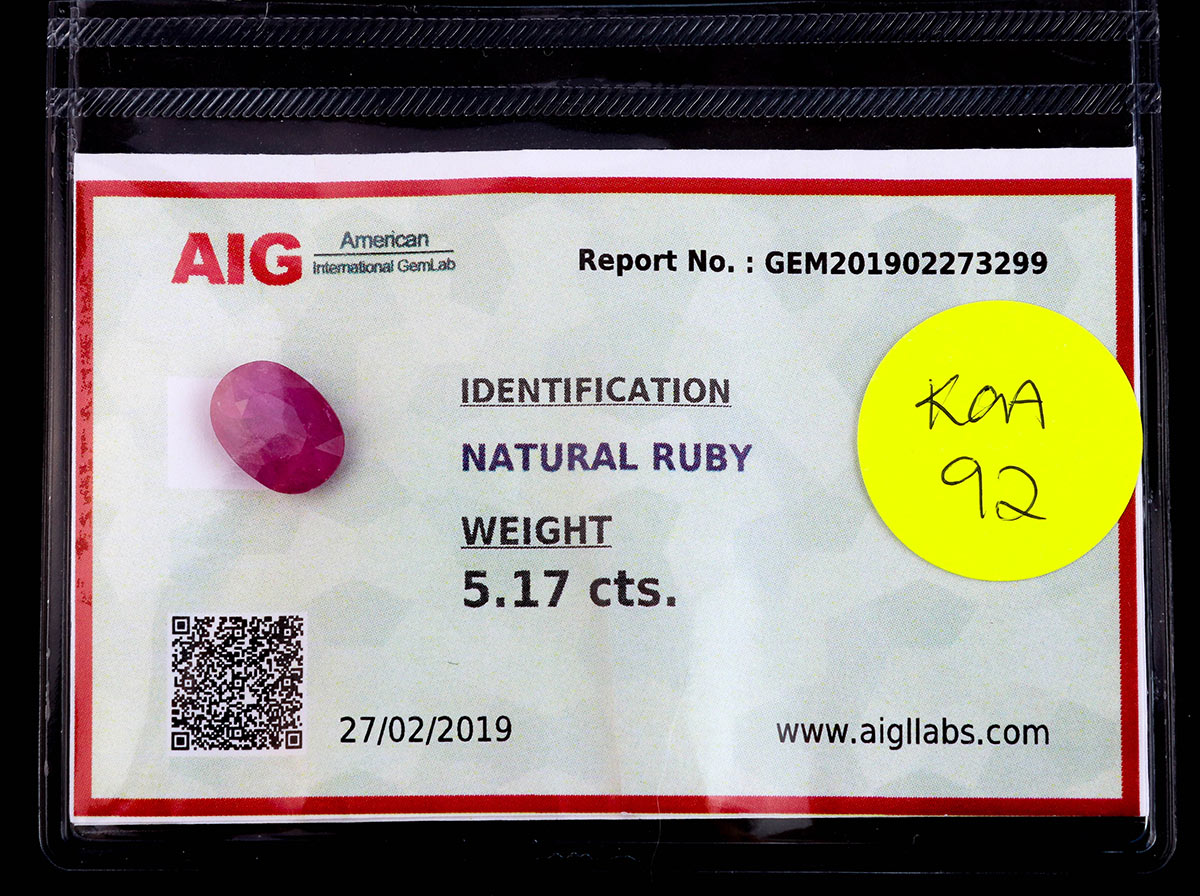 AIG American
International GemLab
Report No. : GEM201902273299
IDENTIFICATION
NATURAL RUBY
WEIGHT
5.17 cts.
KGA
92
27/02/2019
www.aigllabs.com